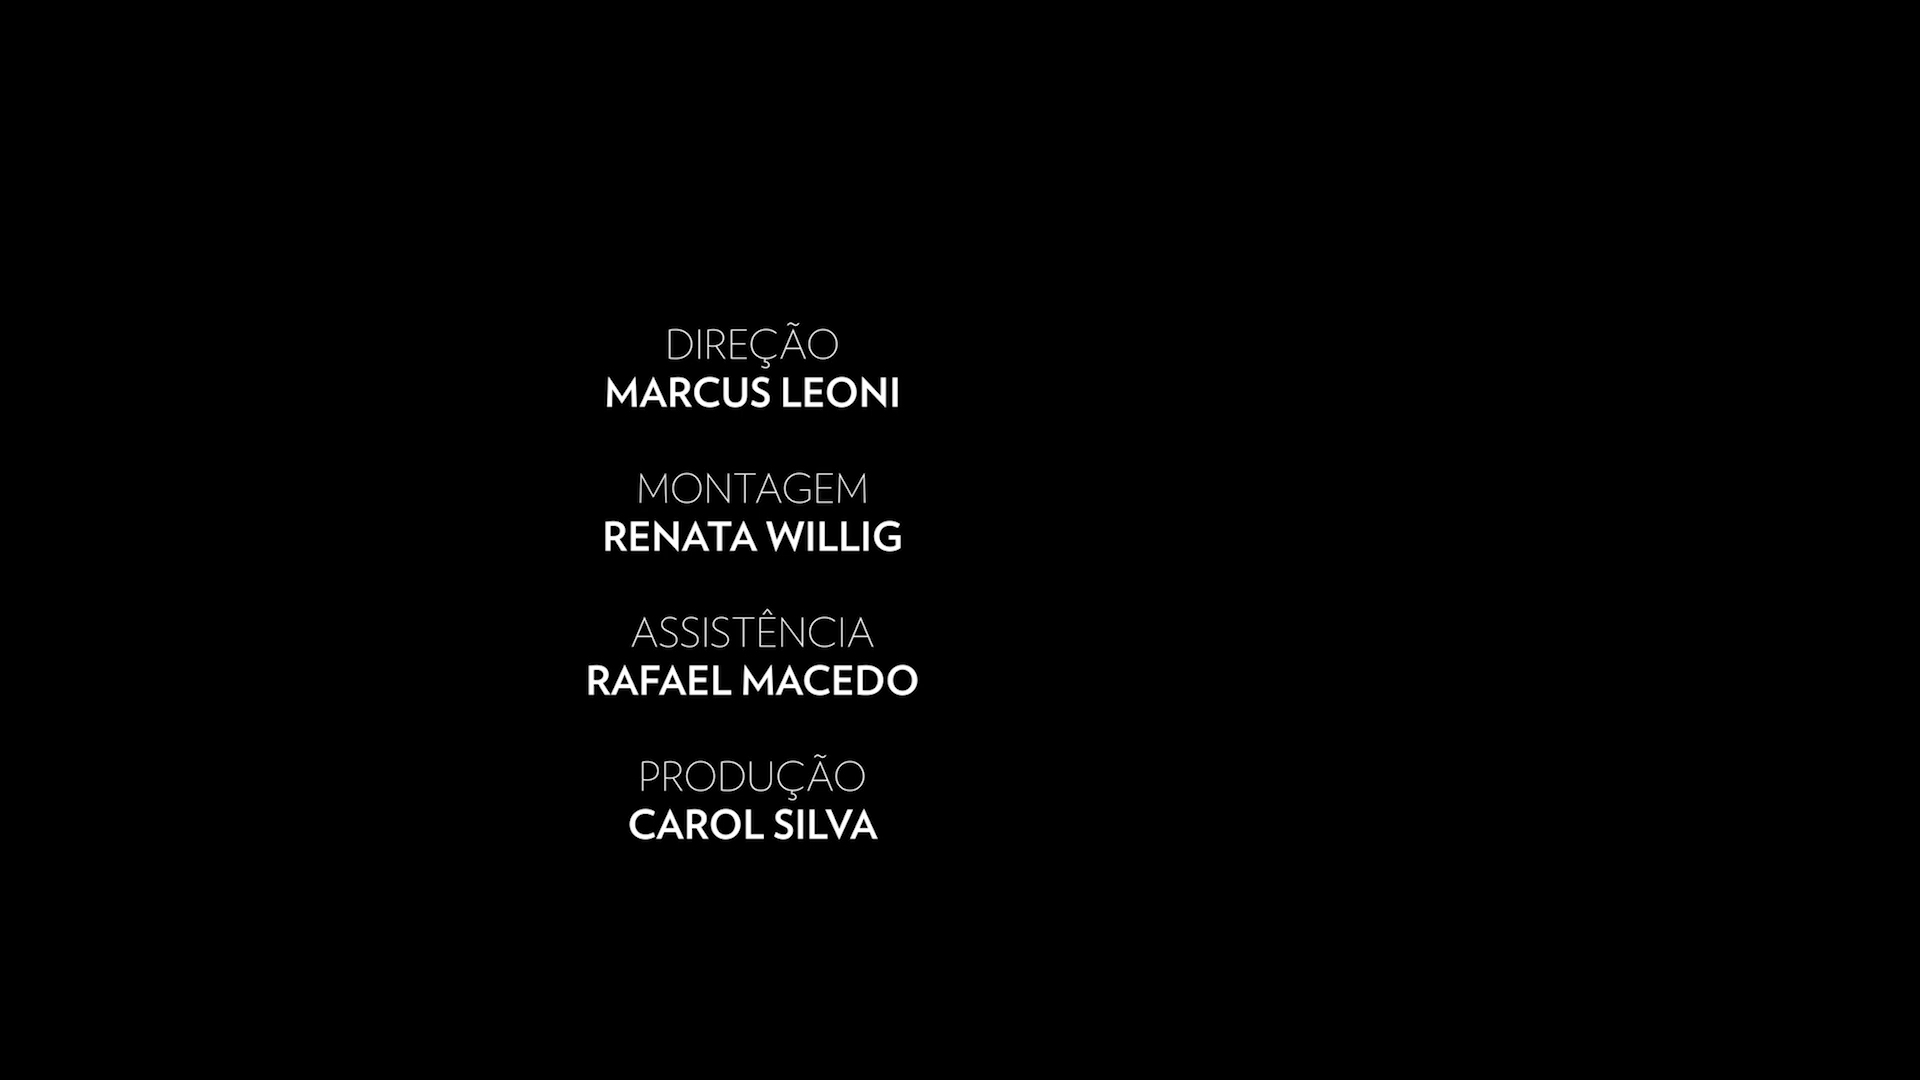 DIREÇÃO
MARCUS LEONI
MONTAGEM
RENATA WILLIG
ASSISTÊNCIA
RAFAEL MACEDO
PRODUÇÃO
CAROL SILVA